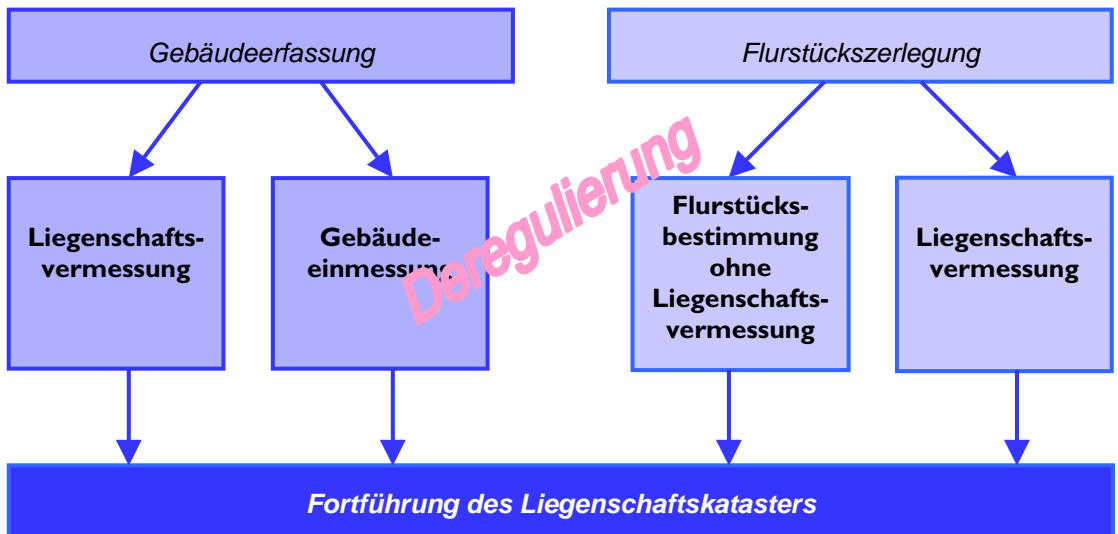 Gebäudeerfassung
Flurstückszerlegung
Deregulierung
Liegenschafts-
vermessung
Gebäude-
einmessung
Flurstücks-
bestimmung
ohne
Liegenschafts-
vermessung
Liegenschafts-
vermessung
Fortführung des Liegenschaftskatasters